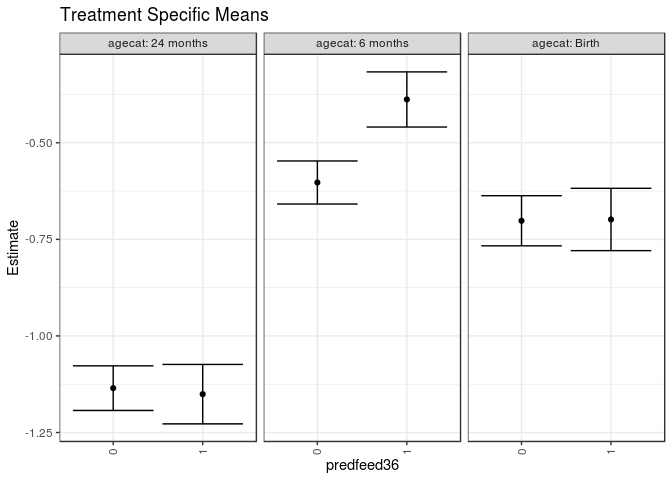 Treatment Specific Means
agecat: 24 months
agecat: 6 months
agecat: Birth
Estimate
-0.50
-0.75
-1.00
-1.25
0
1
0
1
0
1
predfeed36